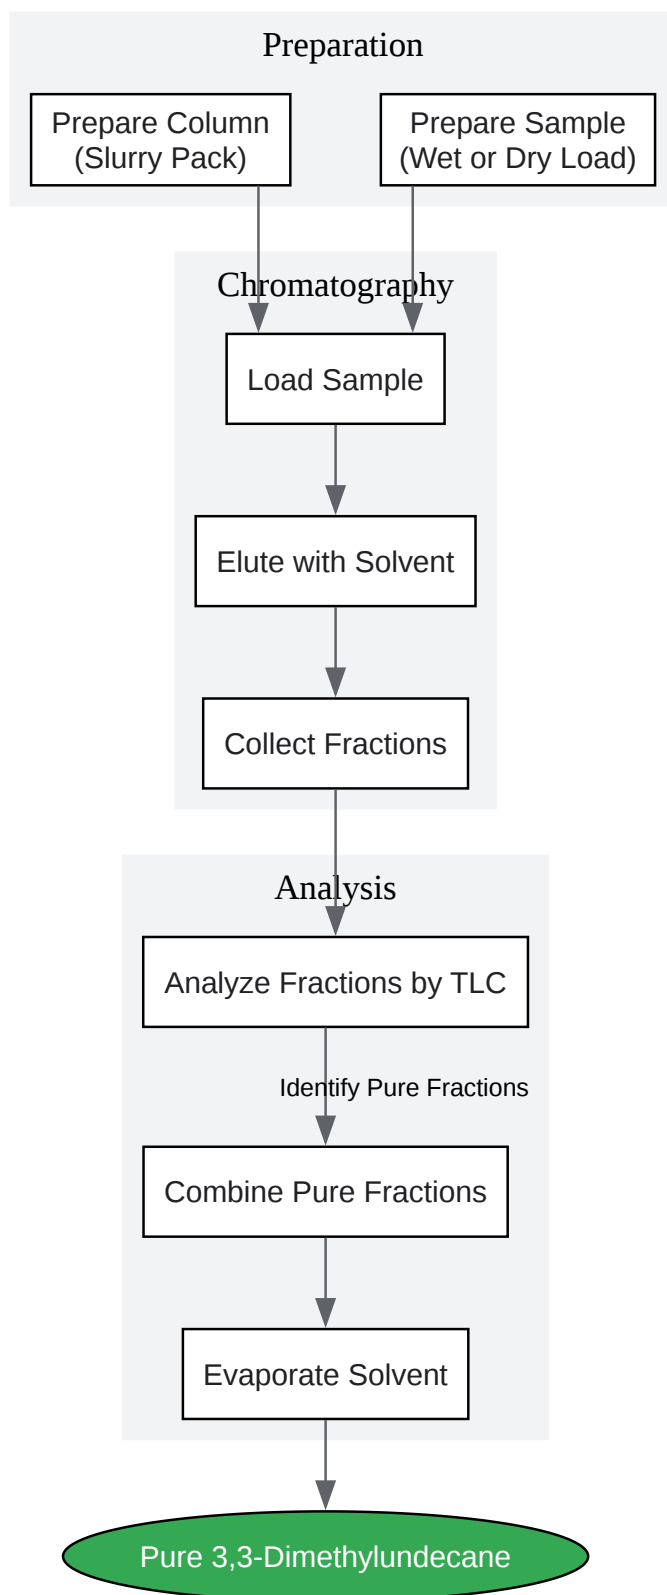 Preparation
Prepare Column
(Slurry Pack)
Prepare Sample
(Wet or Dry Load)
Chromatography
Load Sample
Elute with Solvent
Collect Fractions
Analysis
Analyze Fractions by TLC
Identify Pure Fractions
Combine Pure Fractions
Evaporate Solvent
Pure 3,3-Dimethylundecane